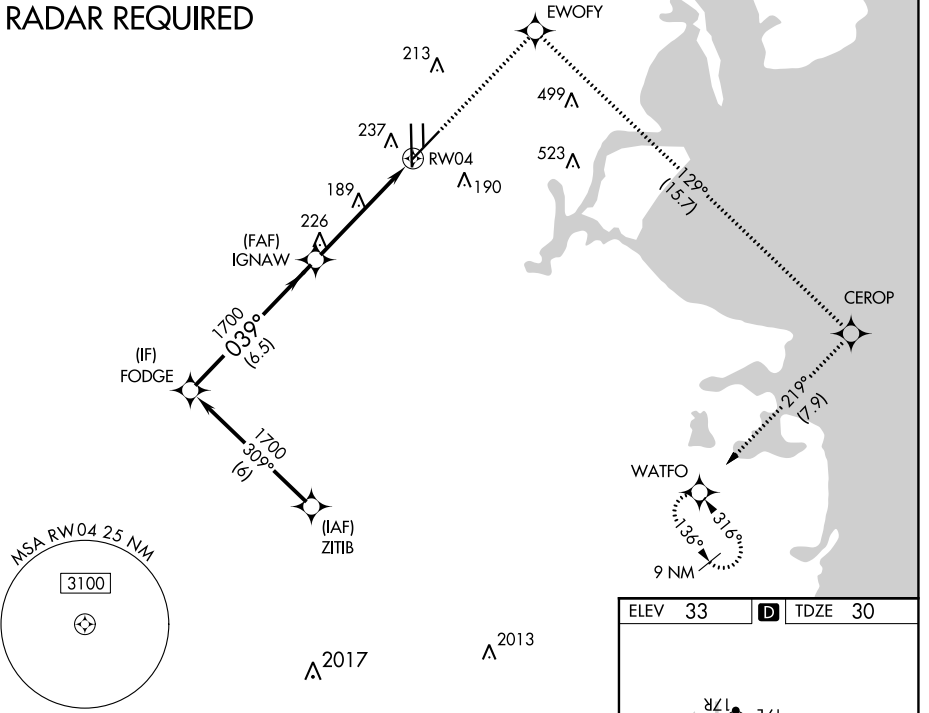 RADAR REQUIRED
EWOFY
213
499
237
RW04
523
190
189
129°
(15.7)
226
(FAF)
IGNAW
CEROP
1700
039°
(6.5)
(IF)
FODGE
219°
(7.9)
1700
309°
(6)
WATFO
(IAF)
ZITIB
136°
316°
9 NM
MSA RW04 25 NM
3100
ELEV 33 D TDZE 30
2017
2013
17R
17L